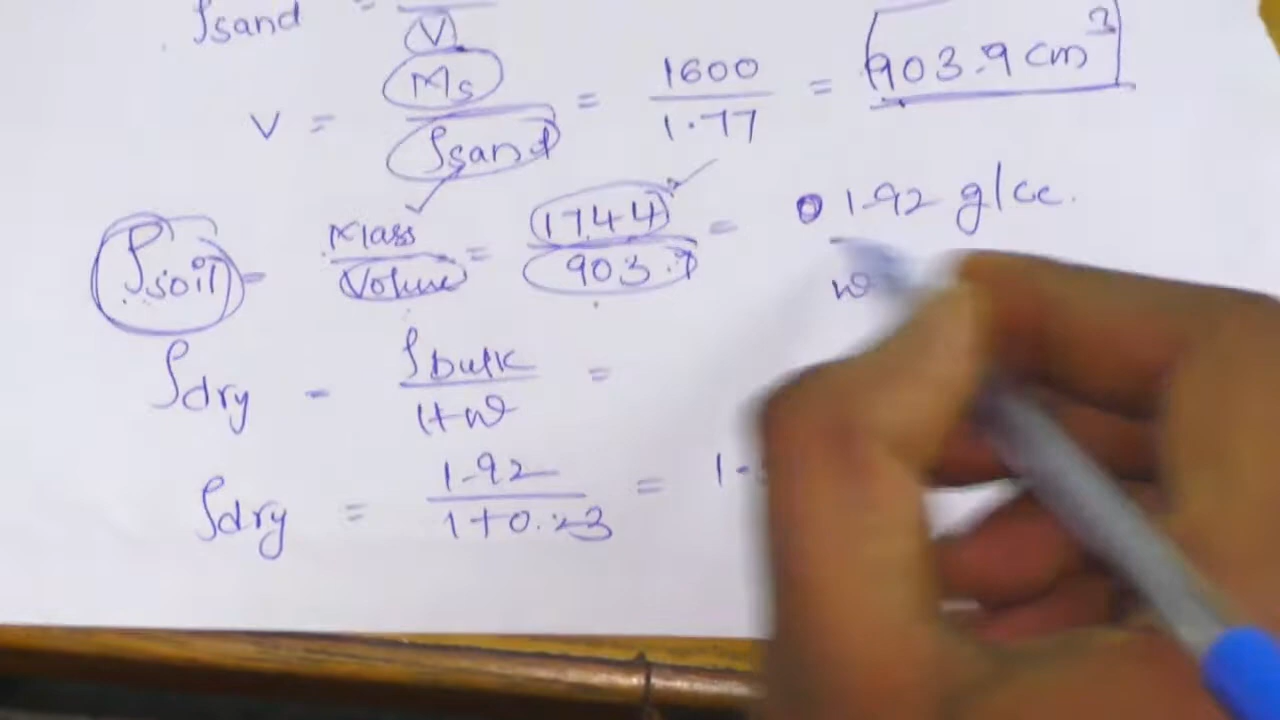 ρsand =
V
V = Ms / ρsand = 1600 / 1.77 = 903.9 cm³
ρsoil = Mass / Volume = 1744 / 903.9 = 1.92 g/cc.
w
ρdry = ρbulk / 1+w =
ρdry = 1.92 / 1+0.23 = 1.